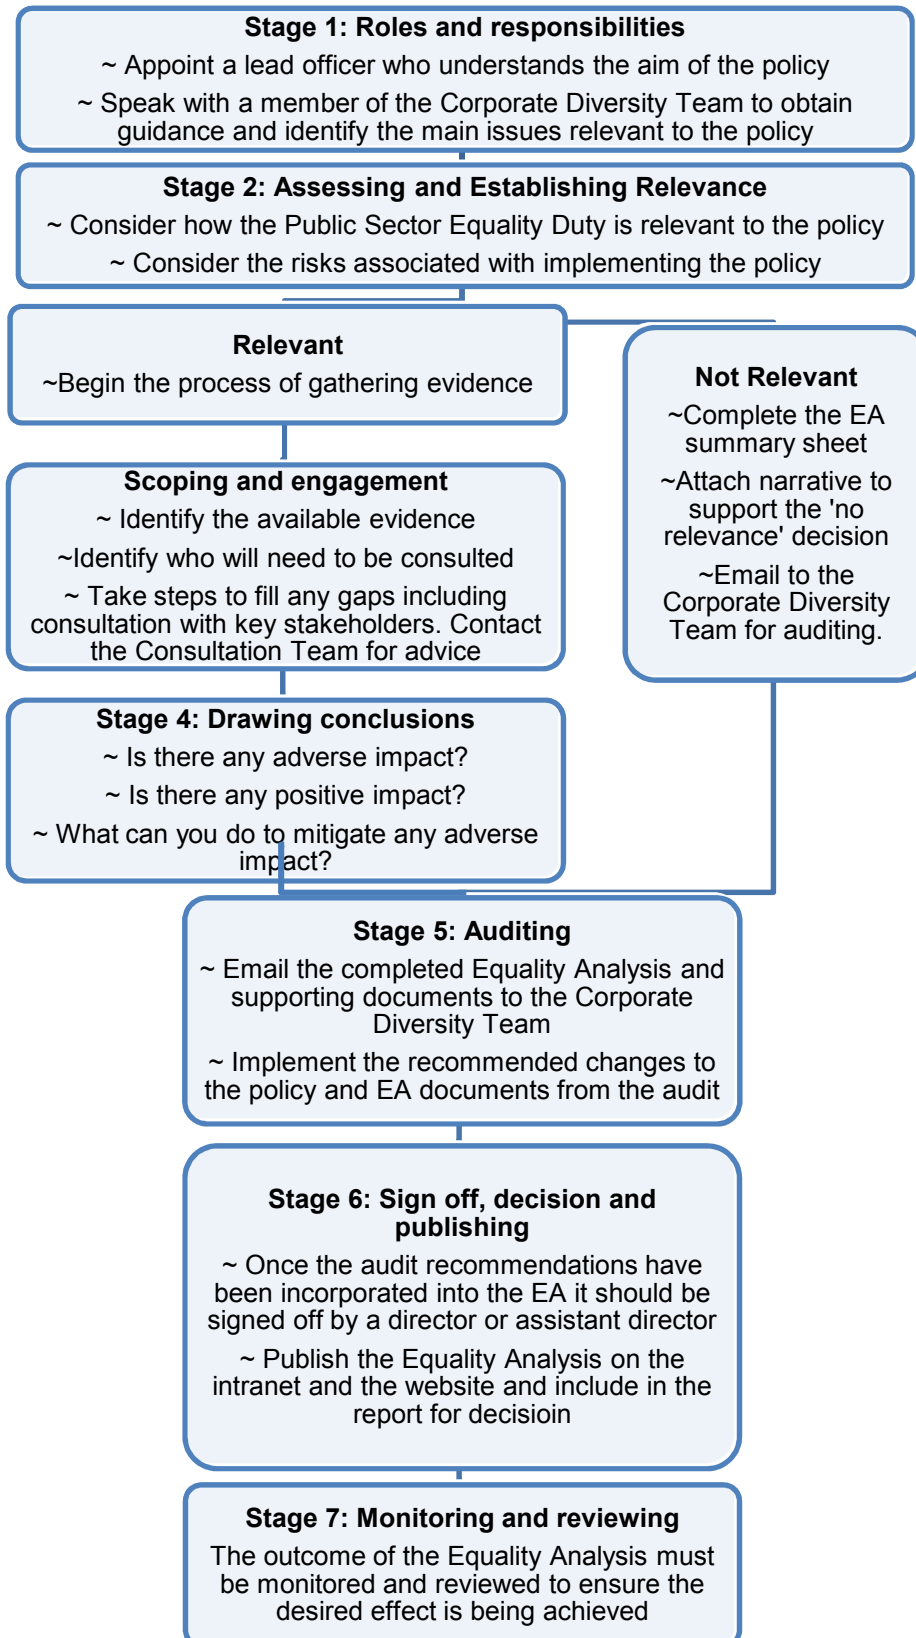 Stage 1: Roles and responsibilities
~ Appoint a lead officer who understands the aim of the policy
~ Speak with a member of the Corporate Diversity Team to obtain
guidance and identify the main issues relevant to the policy
Stage 2: Assessing and Establishing Relevance
~ Consider how the Public Sector Equality Duty is relevant to the policy
~ Consider the risks associated with implementing the policy
Relevant
~Begin the process of gathering evidence
Not Relevant
~Complete the EA
summary sheet
~Attach narrative to
support the 'no
relevance' decision
~Email to the
Corporate Diversity
Team for auditing.
Scoping and engagement
~ Identify the available evidence
~Identify who will need to be consulted
~ Take steps to fill any gaps including
consultation with key stakeholders. Contact
the Consultation Team for advice
Stage 4: Drawing conclusions
~ Is there any adverse impact?
~ Is there any positive impact?
~ What can you do to mitigate any adverse
impact?
Stage 5: Auditing
~ Email the completed Equality Analysis and
supporting documents to the Corporate
Diversity Team
~ Implement the recommended changes to
the policy and EA documents from the audit
Stage 6: Sign off, decision and
publishing
~ Once the audit recommendations have
been incorporated into the EA it should be
signed off by a director or assistant director
~ Publish the Equality Analysis on the
intranet and the website and include in the
report for decisioin
Stage 7: Monitoring and reviewing
The outcome of the Equality Analysis must
be monitored and reviewed to ensure the
desired effect is being achieved